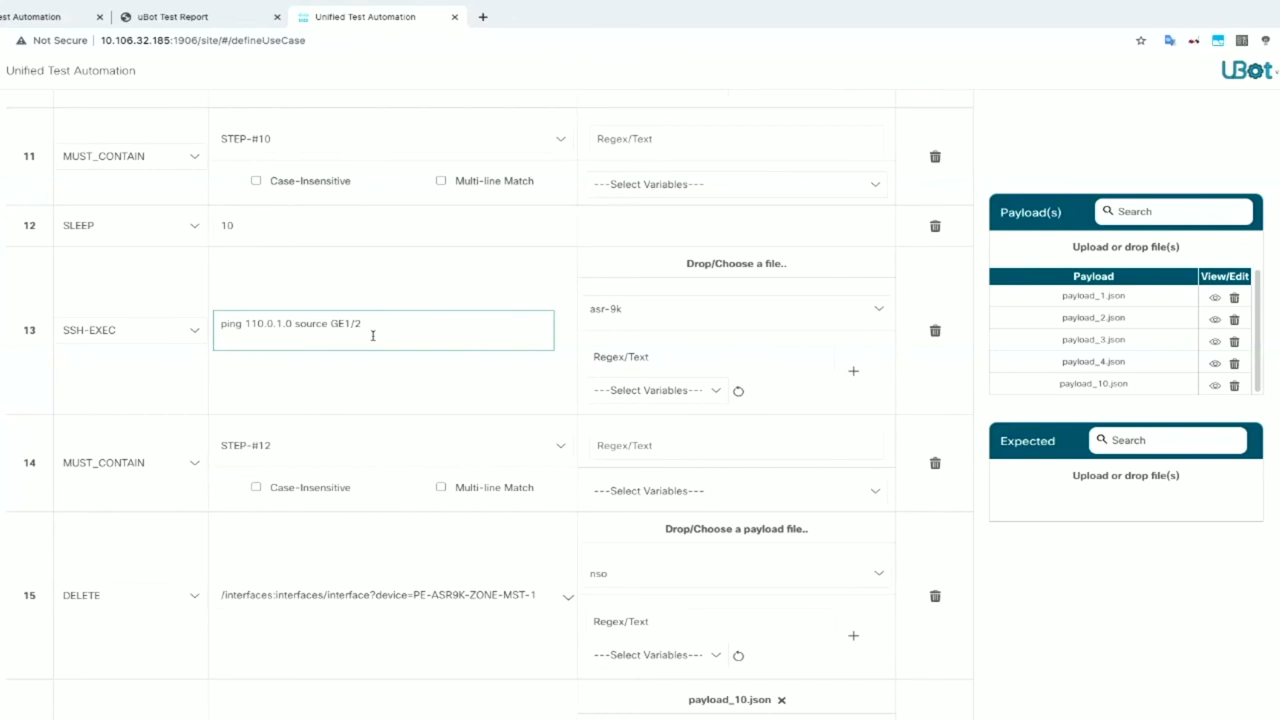 est Automation
uBot Test Report
Unified Test Automation
Not Secure
10.106.32.185:1906/site/#/defineUseCase
Unified Test Automation
UBot
11
MUST_CONTAIN
STEP-#10
Regex/Text
Case-Insensitive
Multi-line Match
---Select Variables---
12
SLEEP
10
Drop/Choose a file..
13
SSH-EXEC
ping 110.0.1.0 source GE1/2
asr-9k
Regex/Text
---Select Variables---
14
MUST_CONTAIN
STEP-#12
Regex/Text
Case-Insensitive
Multi-line Match
---Select Variables---
Drop/Choose a payload file..
15
DELETE
/interfaces:interfaces/interface?device=PE-ASR9K-ZONE-MST-1
nso
Regex/Text
---Select Variables---
payload_10.json
Payload(s)
Search
Upload or drop file(s)
Payload
View/Edit
payload_1.json
payload_2.json
payload_3.json
payload_4.json
payload_10.json
Expected
Search
Upload or drop file(s)